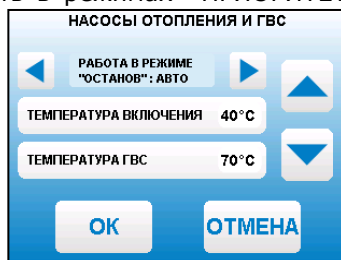 НАСОСЫ ОТОПЛЕНИЯ И ГВС
РАБОТА В РЕЖИМЕ
"ОСТАНОВ": АВТО
ТЕМПЕРАТУРА ВКЛЮЧЕНИЯ 40°C
ТЕМПЕРАТУРА ГВС 70°C
ОК ОТМЕНА